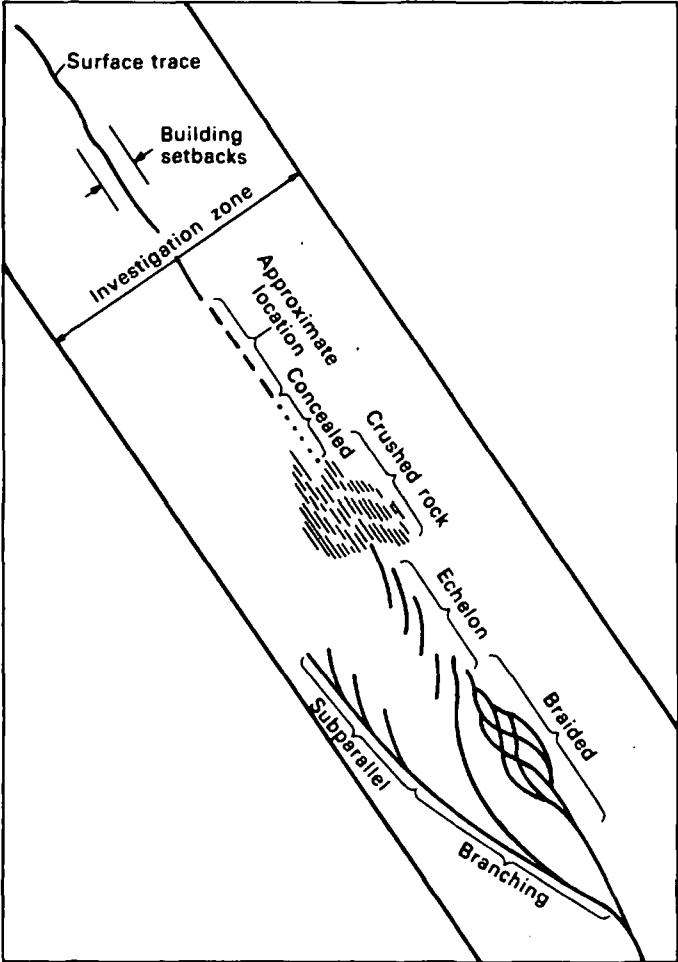 Surface trace
Building
setbacks
Investigation zone
Approximate
location
Concealed
Crushed rock
Echelon
Braided
Subparallel
Branching